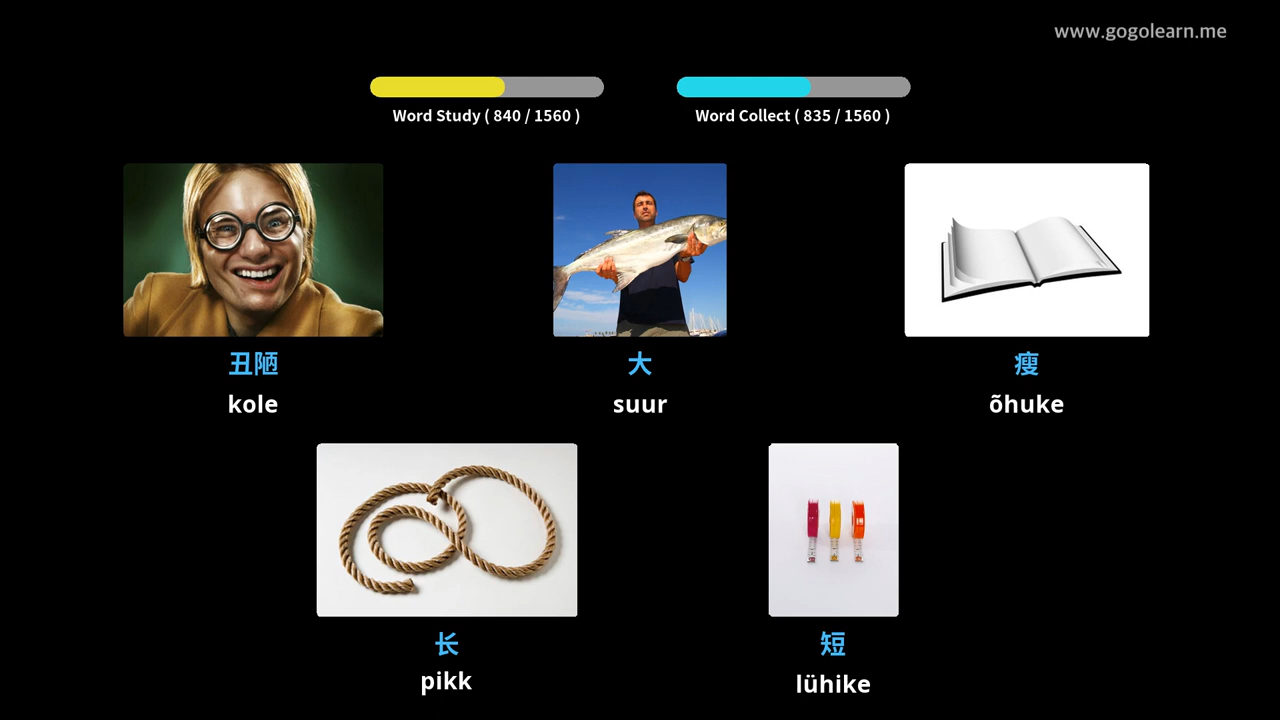 www.gogolearn.me
Word Study ( 840 / 1560 )
Word Collect ( 835 / 1560 )
丑陋
kole
大
suur
瘦
õhuke
长
pikk
短
lühike